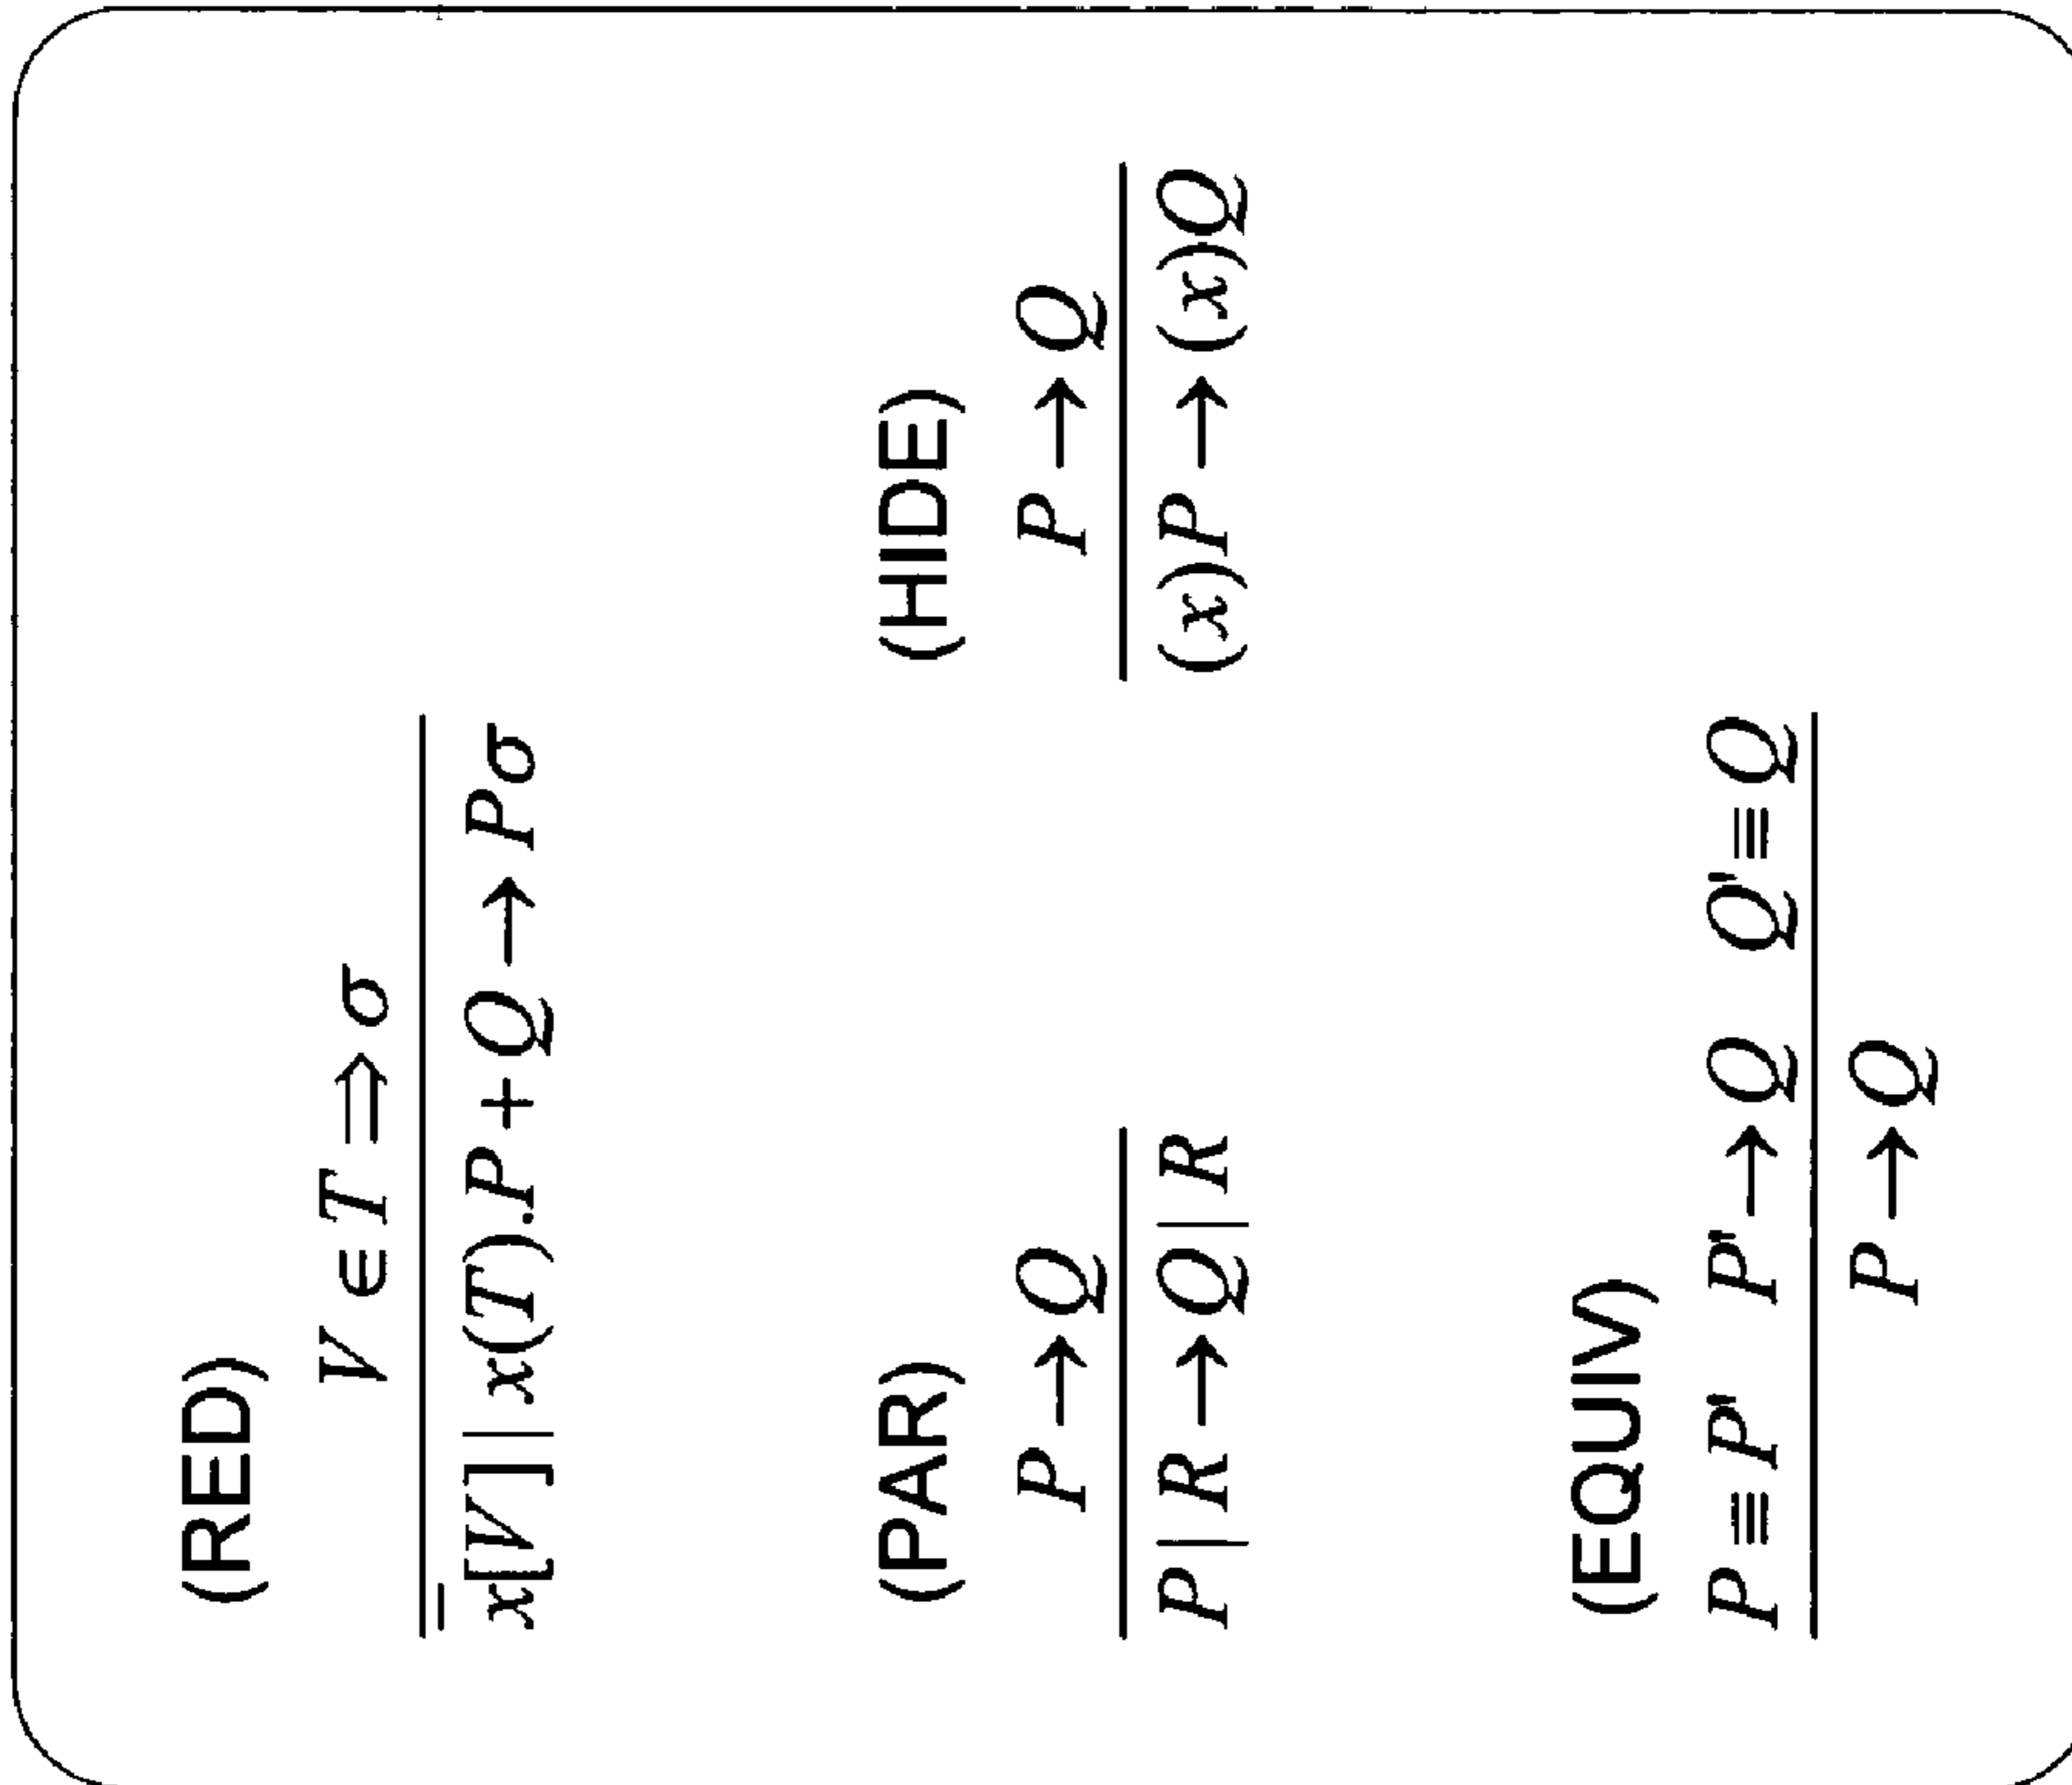 (RED)
V ∈ T ⇒ σ
x̄[V] | x(T).P + Q → Pσ
(PAR)
P → Q
P | R → Q | R
(HIDE)
P → Q
(x)P → (x)Q
(EQUIV)
P ≡ P' P' → Q Q' ≡ Q
P → Q